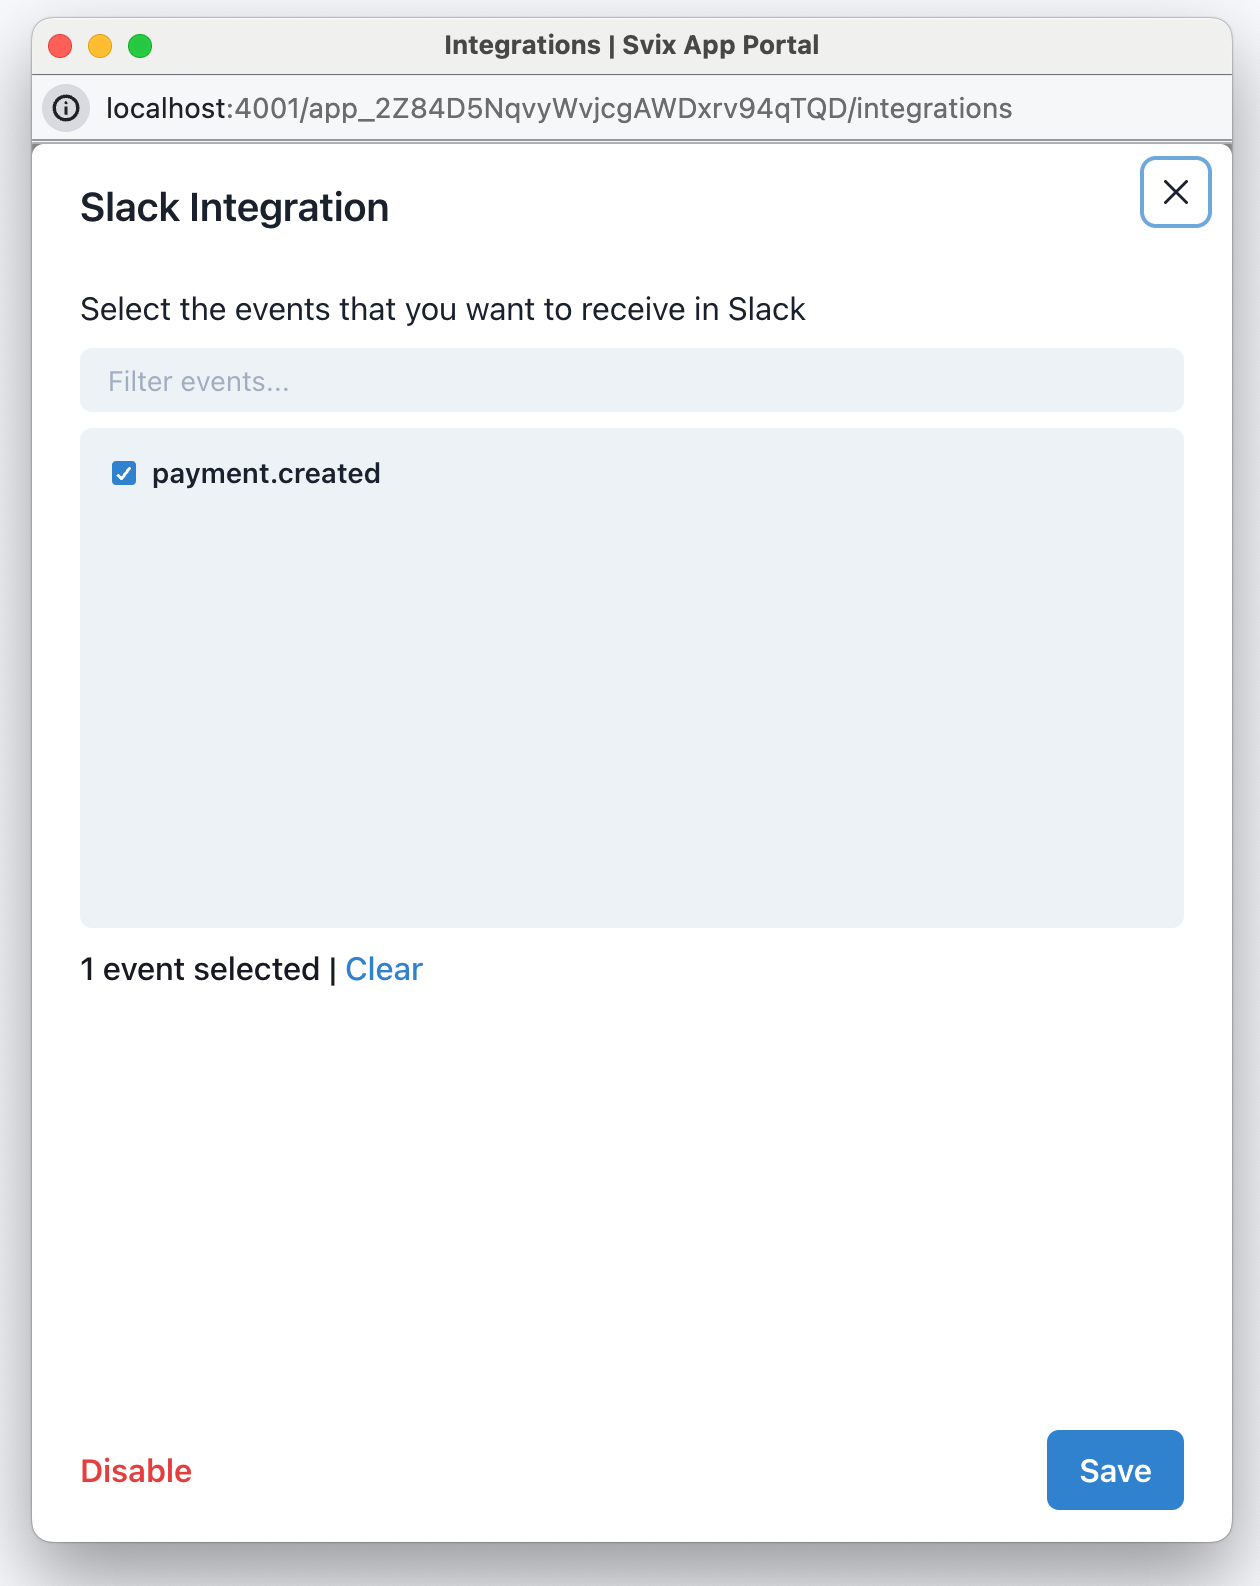 Integrations | Svix App Portal
localhost:4001/app_2Z84D5NqvyWvjcgAWDxrv94qTQD/integrations
Slack Integration
Select the events that you want to receive in Slack
Filter events...
payment.created
1 event selected | Clear
Disable
Save